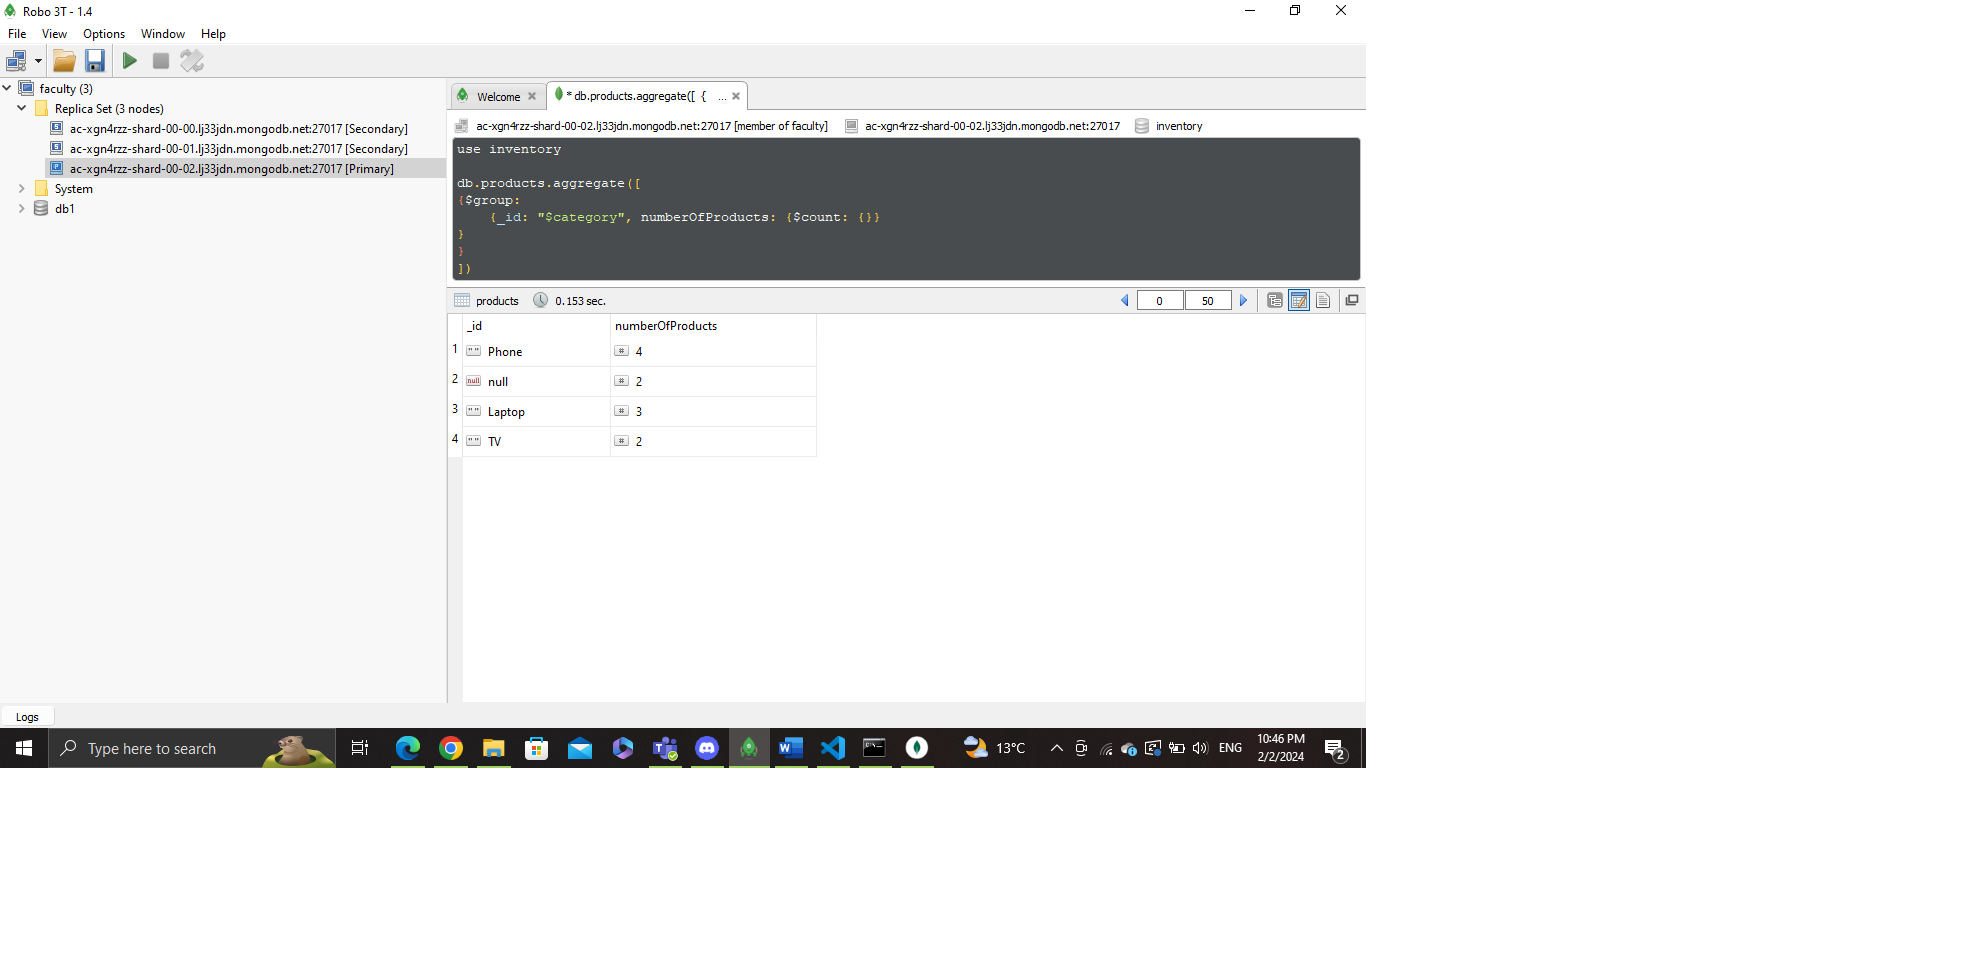 Robo 3T - 1.4
File View Options Window Help
faculty (3)
Replica Set (3 nodes)
ac-xgn4rzz-shard-00-00.lj33jdn.mongodb.net:27017 [Secondary]
ac-xgn4rzz-shard-00-01.lj33jdn.mongodb.net:27017 [Secondary]
ac-xgn4rzz-shard-00-02.lj33jdn.mongodb.net:27017 [Primary]
System
db1
Welcome * db.products.aggregate([ { ...
ac-xgn4rzz-shard-00-02.lj33jdn.mongodb.net:27017 [member of faculty] ac-xgn4rzz-shard-00-02.lj33jdn.mongodb.net:27017 inventory
use inventory
db.products.aggregate([
{$group:
{_id: "$category", numberOfProducts: {$count: {}}
}
}
])
products 0.153 sec. 0 50
_id numberOfProducts
1 "" Phone # 4
2 null null # 2
3 "" Laptop # 3
4 "" TV # 2
Logs
Type here to search 13°C ENG 10:46 PM
2/2/2024 2